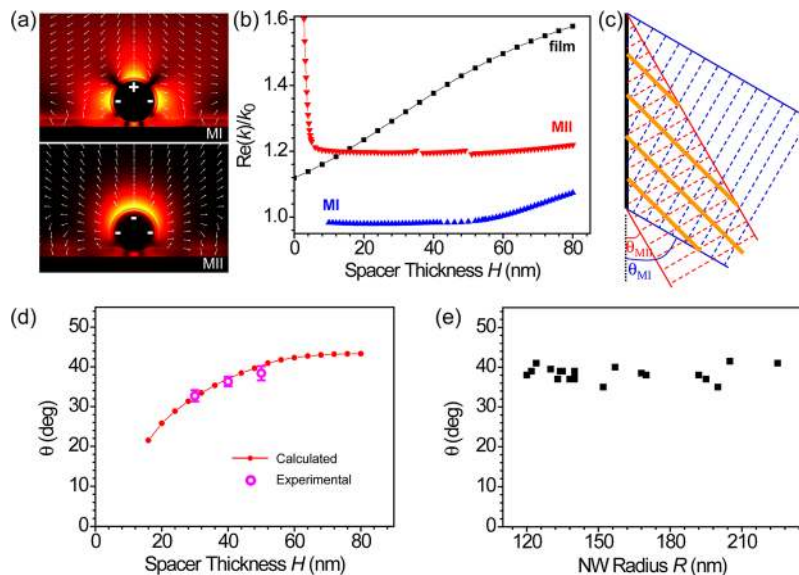 (a)
+
- -
MI
-
- -
MII
(b)
1.6
1.4
1.2
1.0
Re(k)/k0
film
MII
MI
0 20 40 60 80
Spacer Thickness H (nm)
(c)
θMII
θMI
(d)
50
40
30
20
10
0
θ (deg)
Calculated
Experimental
0 20 40 60 80
Spacer Thickness H (nm)
(e)
50
40
30
20
10
0
θ (deg)
120 150 180 210
NW Radius R (nm)